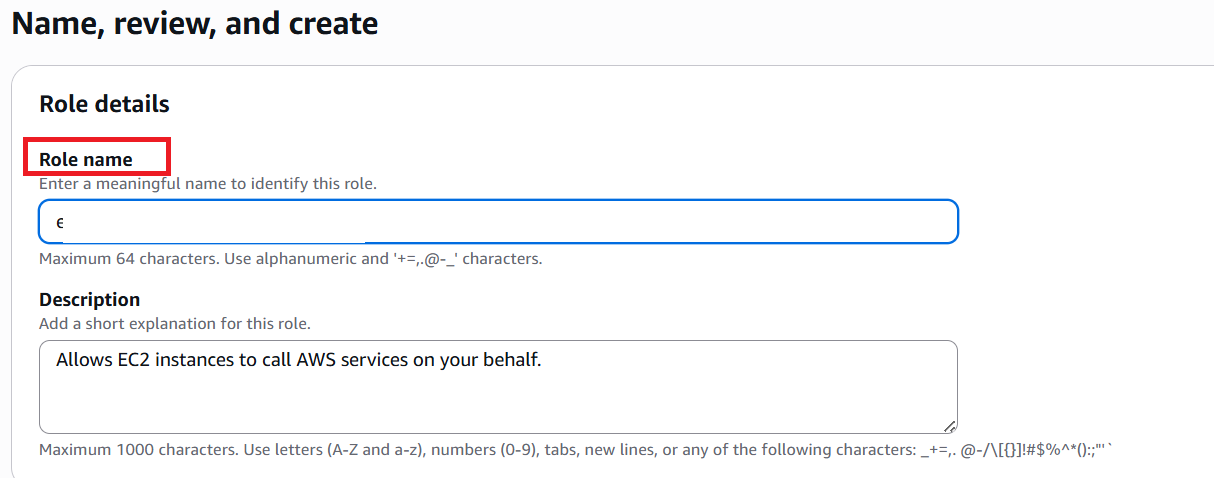 Name, review, and create
Role details
Role name
Enter a meaningful name to identify this role.
Maximum 64 characters. Use alphanumeric and '+=,.@-_' characters.
Description
Add a short explanation for this role.
Allows EC2 instances to call AWS services on your behalf.
Maximum 1000 characters. Use letters (A-Z and a-z), numbers (0-9), tabs, new lines, or any of the following characters: _+=,. @-/\[{}]!#$%^*();:"'`